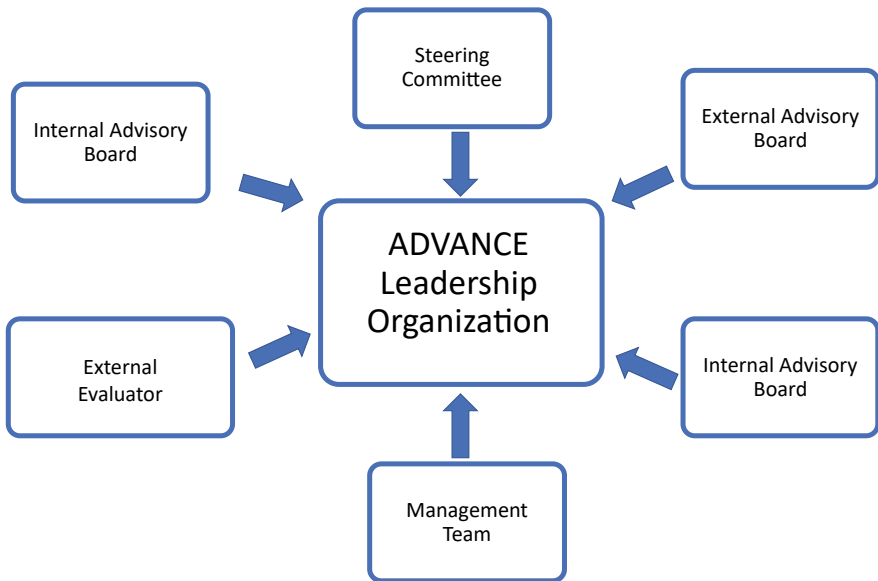 Steering
Committee
Internal Advisory
Board
External Advisory
Board
ADVANCE
Leadership
Organization
External
Evaluator
Internal Advisory
Board
Management
Team